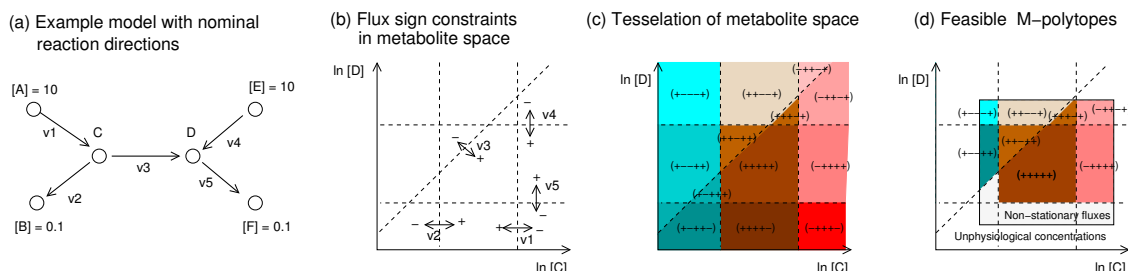 (a) Example model with nominal
reaction directions
[A] = 10
[E] = 10
v1
C
D
v4
v3
v2
v5
[B] = 0.1
[F] = 0.1
(b) Flux sign constraints
in metabolite space
ln [D]
−
v4
+
−
v3
+
+
v5
−
− +
v2
+ −
v1
ln [C]
(c) Tesselation of metabolite space
ln [D]
(−++−+)
(+−−−+)
(++−−+)
(−++−+)
(+++−+)
(++−++)
(+−−++)
(+++++)
(−++++)
(+−+++)
(+−++−)
(++++−)
(−+++−)
ln [C]
(d) Feasible M−polytopes
ln [D]
(+−−−+)
(++−−+)
(−++−+)
(+++−+)
(++−++)
(+−−++)
(+++++)
(−++++)
Non−stationary fluxes
Unphysiological concentrations
ln [C]